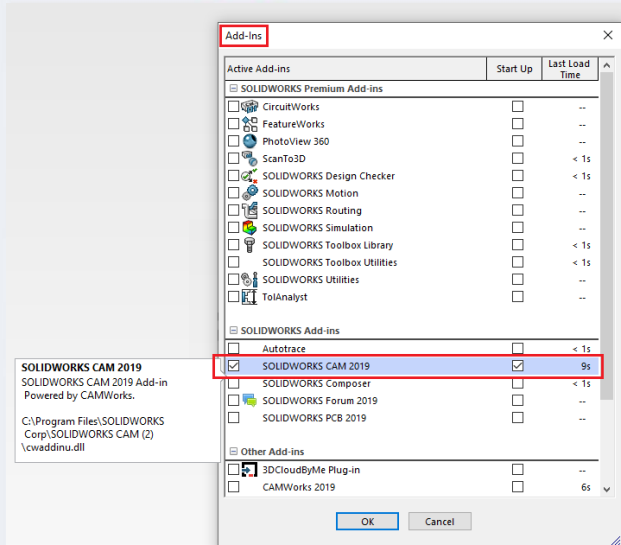 Add-Ins
Active Add-ins Start Up Last Load Time
SOLIDWORKS Premium Add-ins
CircuitWorks --
FeatureWorks --
PhotoView 360 --
ScanTo3D < 1s
SOLIDWORKS Design Checker < 1s
SOLIDWORKS Motion --
SOLIDWORKS Routing --
SOLIDWORKS Simulation --
SOLIDWORKS Toolbox Library < 1s
SOLIDWORKS Toolbox Utilities < 1s
SOLIDWORKS Utilities --
TolAnalyst --
SOLIDWORKS Add-ins
Autotrace < 1s
SOLIDWORKS CAM 2019 9s
SOLIDWORKS Composer < 1s
SOLIDWORKS Forum 2019 --
SOLIDWORKS PCB 2019 --
Other Add-ins
3DCloudByMe Plug-in --
CAMWorks 2019 6s
OK Cancel
SOLIDWORKS CAM 2019
SOLIDWORKS CAM 2019 Add-in
Powered by CAMWorks.
C:\Program Files\SOLIDWORKS
Corp\SOLIDWORKS CAM (2)
\cwaddinu.dll